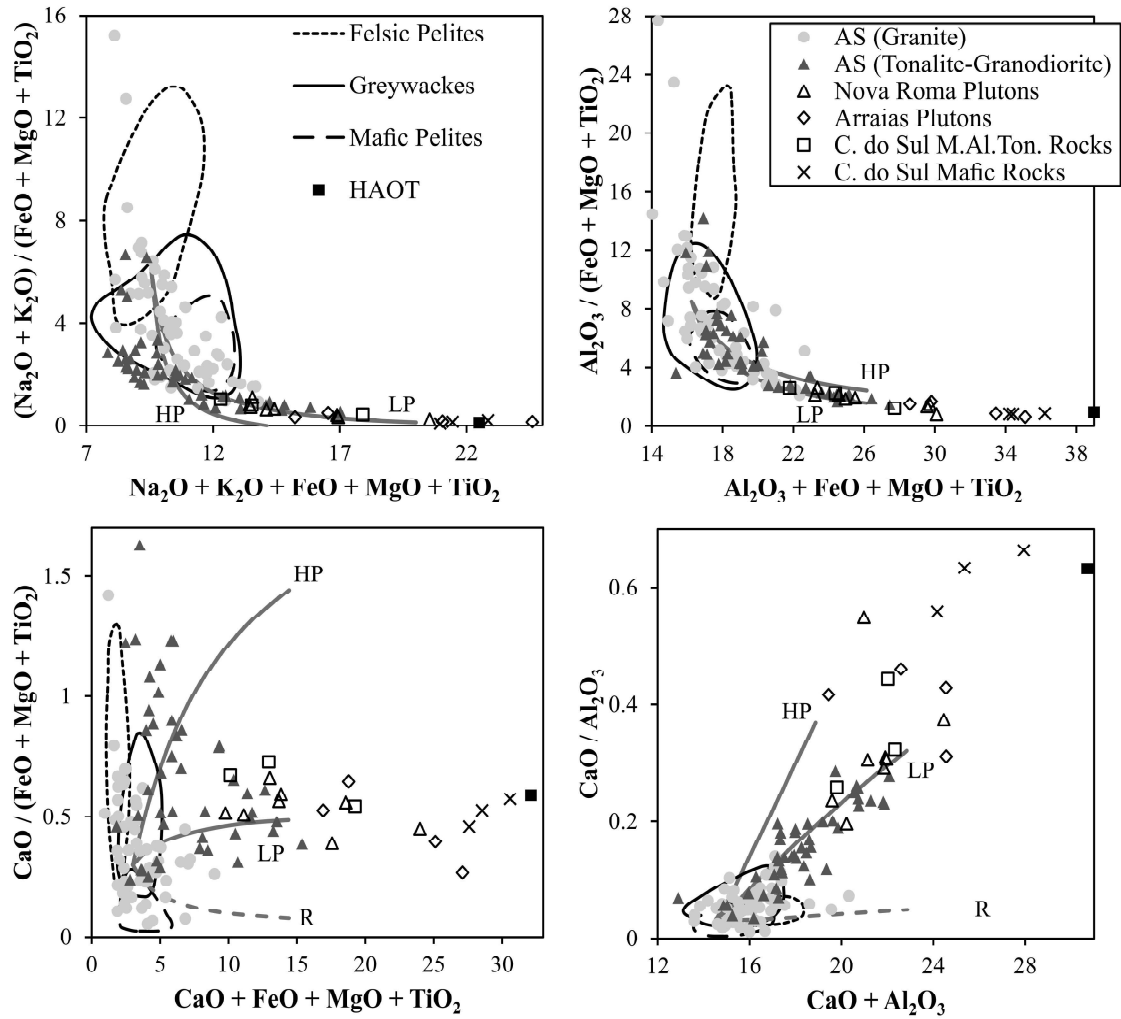 16
12
8
4
0
7
12
17
22
(Na₂O + K₂O) / (FeO + MgO + TiO₂)
Na₂O + K₂O + FeO + MgO + TiO₂
Felsic Pelites
Greywackes
Mafic Pelites
HAOT
HP
LP
28
24
20
16
12
8
4
0
14
18
22
26
30
34
38
Al₂O₃ / (FeO + MgO + TiO₂)
Al₂O₃ + FeO + MgO + TiO₂
AS (Granite)
AS (Tonalite-Granodiorite)
Nova Roma Plutons
Arraias Plutons
C. do Sul M.Al.Ton. Rocks
C. do Sul Mafic Rocks
HP
LP
1.5
1
0.5
0
0
5
10
15
20
25
30
CaO / (FeO + MgO + TiO₂)
CaO + FeO + MgO + TiO₂
HP
LP
R
0.6
0.4
0.2
0
12
16
20
24
28
CaO / Al₂O₃
CaO + Al₂O₃
HP
LP
R